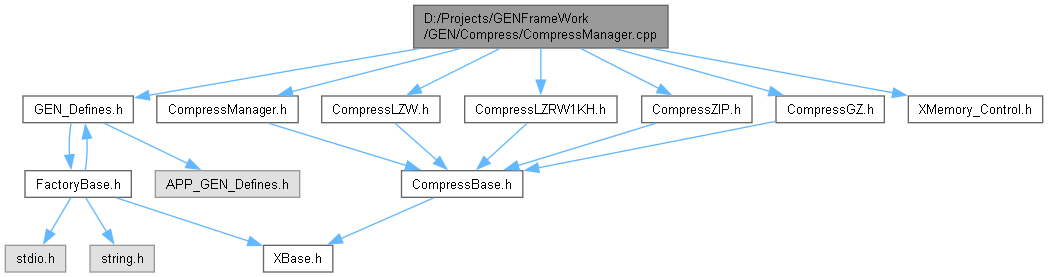 D:/Projects/GENFrameWork
/GEN/Compress/CompressManager.cpp
GEN_Defines.h
CompressManager.h
CompressLZW.h
CompressLZRW1KH.h
CompressZIP.h
CompressGZ.h
XMemory_Control.h
FactoryBase.h
APP_GEN_Defines.h
CompressBase.h
stdio.h
string.h
XBase.h